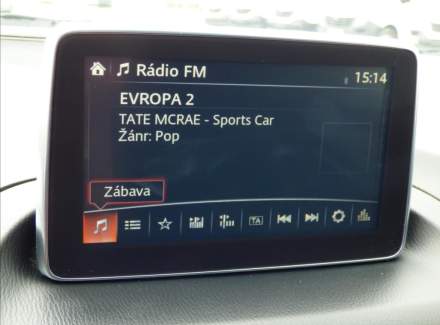 Rádio FM
15:14
EVROPA 2
TATE MCRAE - Sports Car
Žánr: Pop
Zábava
TA